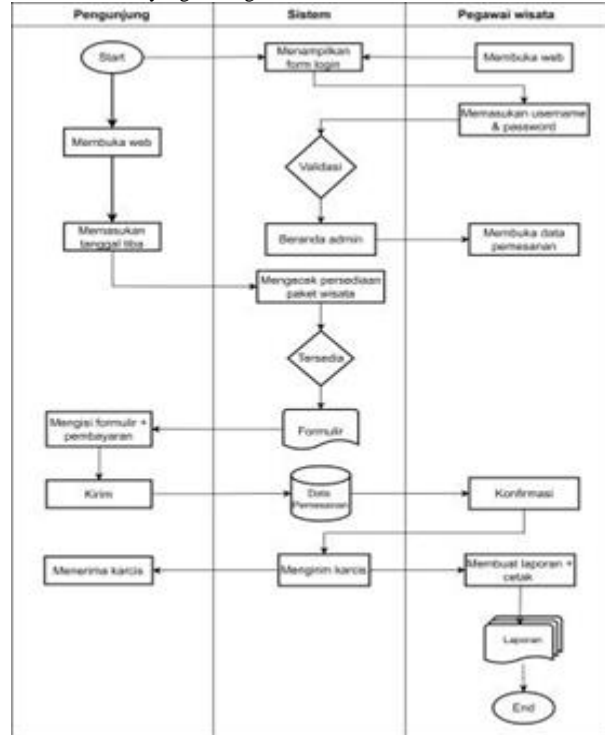 Pengunjung
Sistem
Pegawai wisata
Start
Menampilkan
form login
Membuka web
Memasukan username
& password
Membuka web
Validasi
Memasukan
tanggal tiba
Beranda admin
Membuka data
pemesanan
Mengecek persediaan
paket wisata
Tersedia
Mengisi formulir +
pembayaran
Formulir
Kirim
Data
Pemesanan
Konfirmasi
Menerima karcis
Mengirim karcis
Membuat laporan +
cetak
Laporan
End